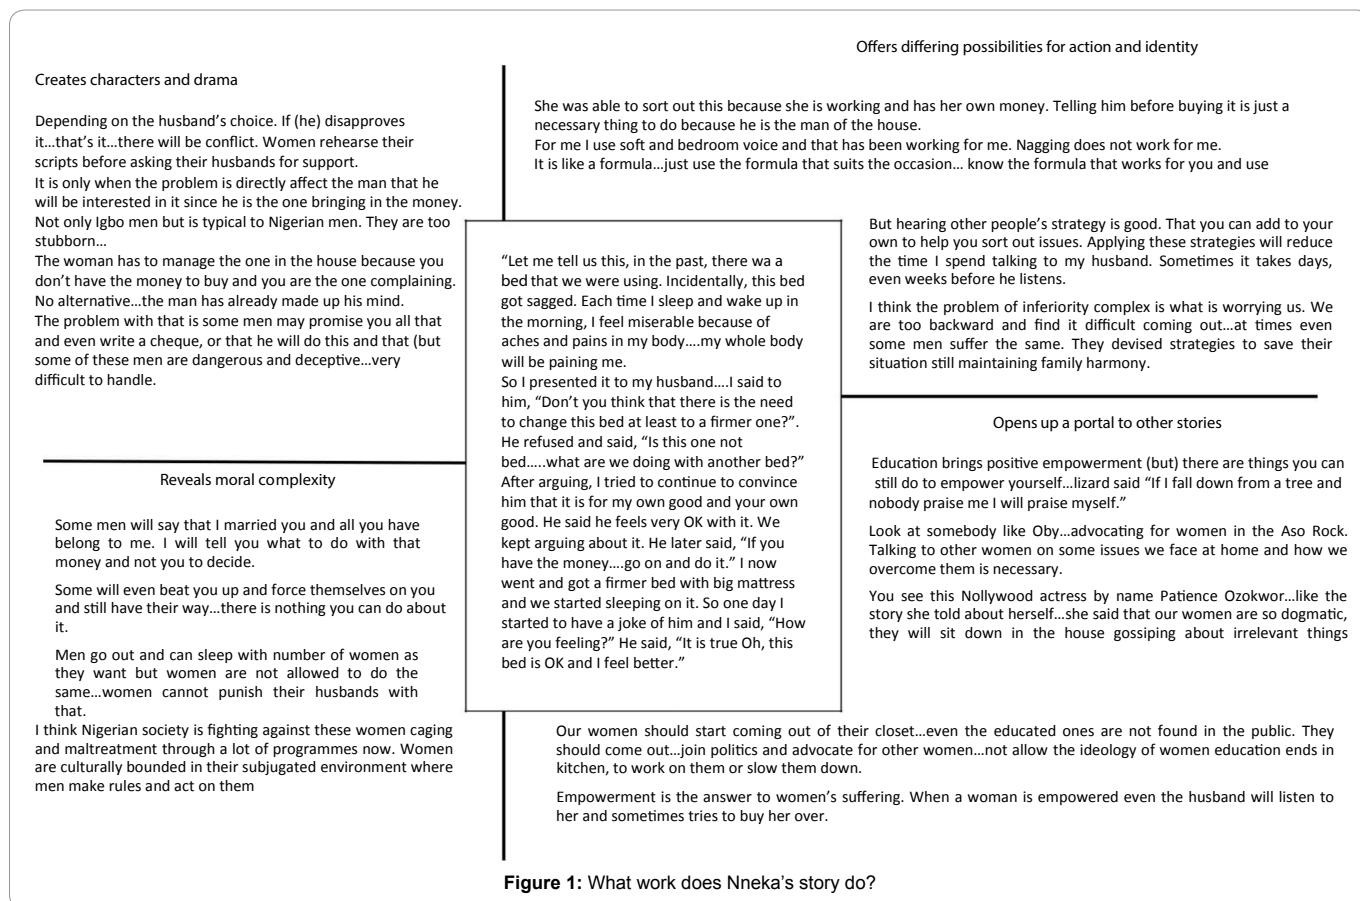 Creates characters and drama
Depending on the husband's choice. If (he) disapproves
it…that's it…there will be conflict. Women rehearse their
scripts before asking their husbands for support.
It is only when the problem is directly affect the man that he
will be interested in it since he is the one bringing in the money.
Not only Igbo men but is typical to Nigerian men. They are too
stubborn…
The woman has to manage the one in the house because you
don't have the money to buy and you are the one complaining.
No alternative…the man has already made up his mind.
The problem with that is some men may promise you all that
and even write a cheque, or that he will do this and that (but
some of these men are dangerous and deceptive…very
difficult to handle.
Offers differing possibilities for action and identity
She was able to sort out this because she is working and has her own money. Telling him before buying it is just a
necessary thing to do because he is the man of the house.
For me I use soft and bedroom voice and that has been working for me. Nagging does not work for me.
It is like a formula…just use the formula that suits the occasion… know the formula that works for you and use
But hearing other people's strategy is good. That you can add to your
own to help you sort out issues. Applying these strategies will reduce
the time I spend talking to my husband. Sometimes it takes days,
even weeks before he listens.
I think the problem of inferiority complex is what is worrying us. We
are too backward and find it difficult coming out…at times even
some men suffer the same. They devised strategies to save their
situation still maintaining family harmony.
"Let me tell us this, in the past, there wa a
bed that we were using. Incidentally, this bed
got sagged. Each time I sleep and wake up in
the morning, I feel miserable because of
aches and pains in my body….my whole body
will be paining me.
So I presented it to my husband….I said to
him, "Don't you think that there is the need
to change this bed at least to a firmer one?".
He refused and said, "Is this one not
bed…..what are we doing with another bed?"
After arguing, I tried to continue to convince
him that it is for my own good and your own
good. He said he feels very OK with it. We
kept arguing about it. He later said, "If you
have the money….go on and do it." I now
went and got a firmer bed with big mattress
and we started sleeping on it. So one day I
started to have a joke of him and I said, "How
are you feeling?" He said, "It is true Oh, this
bed is OK and I feel better."
Reveals moral complexity
Some men will say that I married you and all you have
belong to me. I will tell you what to do with that
money and not you to decide.
Some will even beat you up and force themselves on you
and still have their way…there is nothing you can do about
it.
Men go out and can sleep with number of women as
they want but women are not allowed to do the
same…women cannot punish their husbands with
that.
I think Nigerian society is fighting against these women caging
and maltreatment through a lot of programmes now. Women
are culturally bounded in their subjugated environment where
men make rules and act on them
Opens up a portal to other stories
Education brings positive empowerment (but) there are things you can
still do to empower yourself…lizard said "If I fall down from a tree and
nobody praise me I will praise myself."
Look at somebody like Oby…advocating for women in the Aso Rock.
Talking to other women on some issues we face at home and how we
overcome them is necessary.
You see this Nollywood actress by name Patience Ozokwor…like the
story she told about herself…she said that our women are so dogmatic,
they will sit down in the house gossiping about irrelevant things
Our women should start coming out of their closet…even the educated ones are not found in the public. They
should come out…join politics and advocate for other women…not allow the ideology of women education ends in
kitchen, to work on them or slow them down.
Empowerment is the answer to women's suffering. When a woman is empowered even the husband will listen to
her and sometimes tries to buy her over.
Figure 1: What work does Nneka's story do?